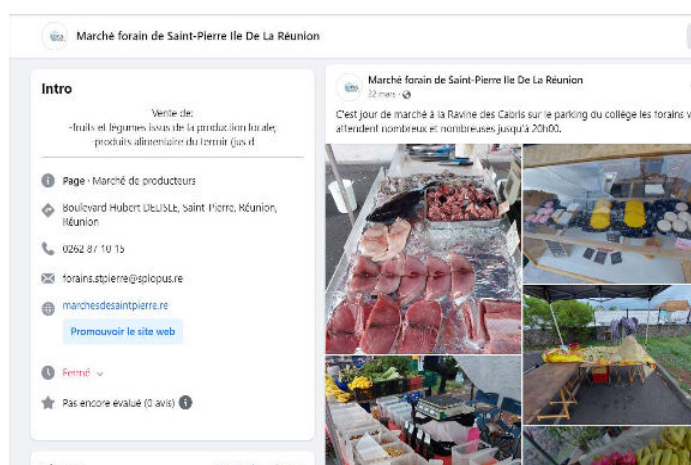 Marché forain de Saint-Pierre Ile De La Réunion
Intro
Vente de:
-fruits et légumes issus de la production locale;
-produits alimentaire du terroir (jus d
Page · Marché de producteurs
Boulevard Hubert DELISLE, Saint-Pierre, Réunion,
Réunion
0262 87 10 15
forains.stpierre@splopus.re
marchesdesaintpierre.re
Promouvoir le site web
Fermé
Pas encore évalué (0 avis)
Marché forain de Saint-Pierre Ile De La Réunion
22 mars
C'est jour de marché à la Ravine des Cabris sur le parking du collège les forains v
attendent nombreux et nombreuses jusqu'à 20h00.